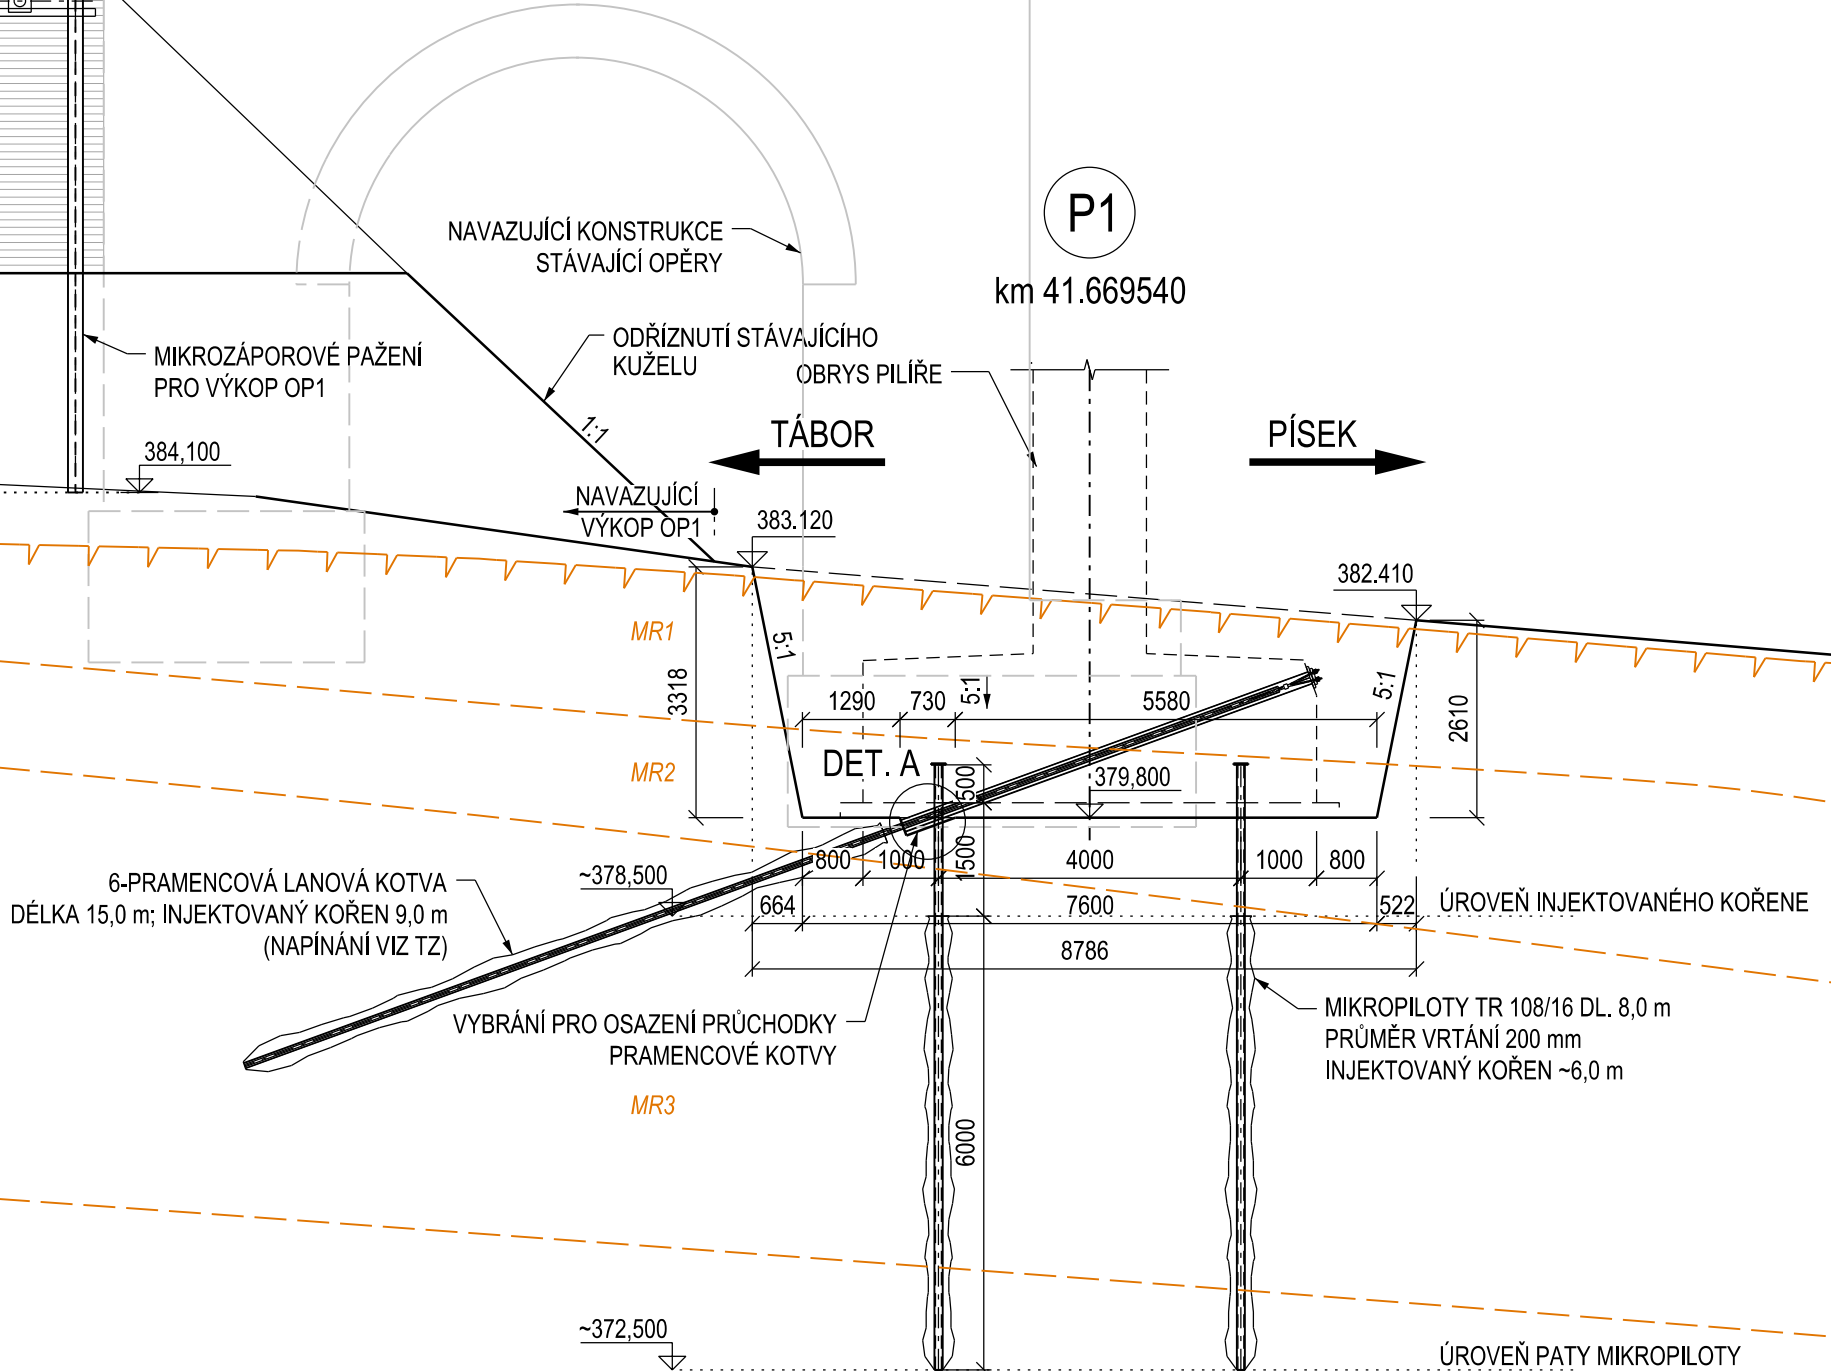 P1
km 41.669540
NAVAZUJÍCÍ KONSTRUKCE
STÁVAJÍCÍ OPĚRY
ODŘÍZNUTÍ STÁVAJÍCÍHO
KUŽELU
MIKROZÁPOROVÉ PAŽENÍ
PRO VÝKOP OP1
OBRYS PILÍŘE
1:1
TÁBOR
PÍSEK
384,100
NAVAZUJÍCÍ
VÝKOP OP1
383.120
382.410
MR1
5:1
3318
1290
730
5:1
5580
5:1
2610
MR2
DET. A
500
379,800
800
1000
1500
4000
1000
800
6-PRAMENCOVÁ LANOVÁ KOTVA
DÉLKA 15,0 m; INJEKTOVANÝ KOŘEN 9,0 m
(NAPÍNÁNÍ VIZ TZ)
~378,500
664
7600
522
ÚROVEŇ INJEKTOVANÉHO KOŘENE
8786
VYBRÁNÍ PRO OSAZENÍ PRŮCHODKY
PRAMENCOVÉ KOTVY
MIKROPILOTY TR 108/16 DL. 8,0 m
PRŮMĚR VRTÁNÍ 200 mm
INJEKTOVANÝ KOŘEN ~6,0 m
MR3
6000
~372,500
ÚROVEŇ PATY MIKROPILOTY